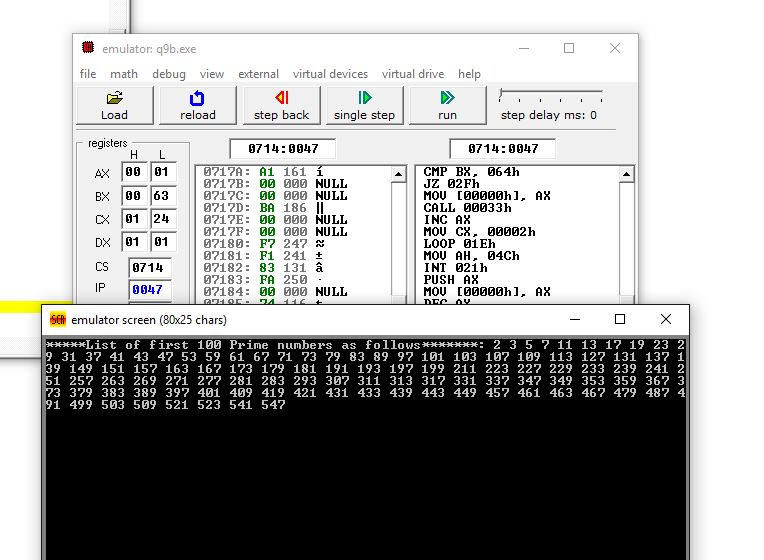 emulator: q9b.exe
file math debug view external virtual devices virtual drive help
Load reload step back single step run step delay ms: 0
registers 0714:0047 0714:0047
H L
AX 00 01
BX 00 63
CX 01 24
DX 01 01
CS 0714
IP 0047
0717A: A1 161 í
0717B: 00 000 NULL
0717C: 00 000 NULL
0717D: BA 186 ║
0717E: 00 000 NULL
0717F: 00 000 NULL
07180: F7 247 ≈
07181: F1 241 ±
07182: 83 131 â
07183: FA 250 ·
07184: 00 000 NULL
07185: 74 116 t
CMP BX, 064h
JZ 02Fh
MOV [00000h], AX
CALL 00033h
INC AX
MOV CX, 00002h
LOOP 01Eh
MOV AH, 04Ch
INT 021h
PUSH AX
MOV [00000h], AX
DEC AX
SCR emulator screen (80x25 chars)
*****List of first 100 Prime numbers as follows*******: 2 3 5 7 11 13 17 19 23 2
9 31 37 41 43 47 53 59 61 67 71 73 79 83 89 97 101 103 107 109 113 127 131 137 1
39 149 151 157 163 167 173 179 181 191 193 197 199 211 223 227 229 233 239 241 2
51 257 263 269 271 277 281 283 293 307 311 313 317 331 337 347 349 353 359 367 3
73 379 383 389 397 401 409 419 421 431 433 439 443 449 457 461 463 467 479 487 4
91 499 503 509 521 523 541 547